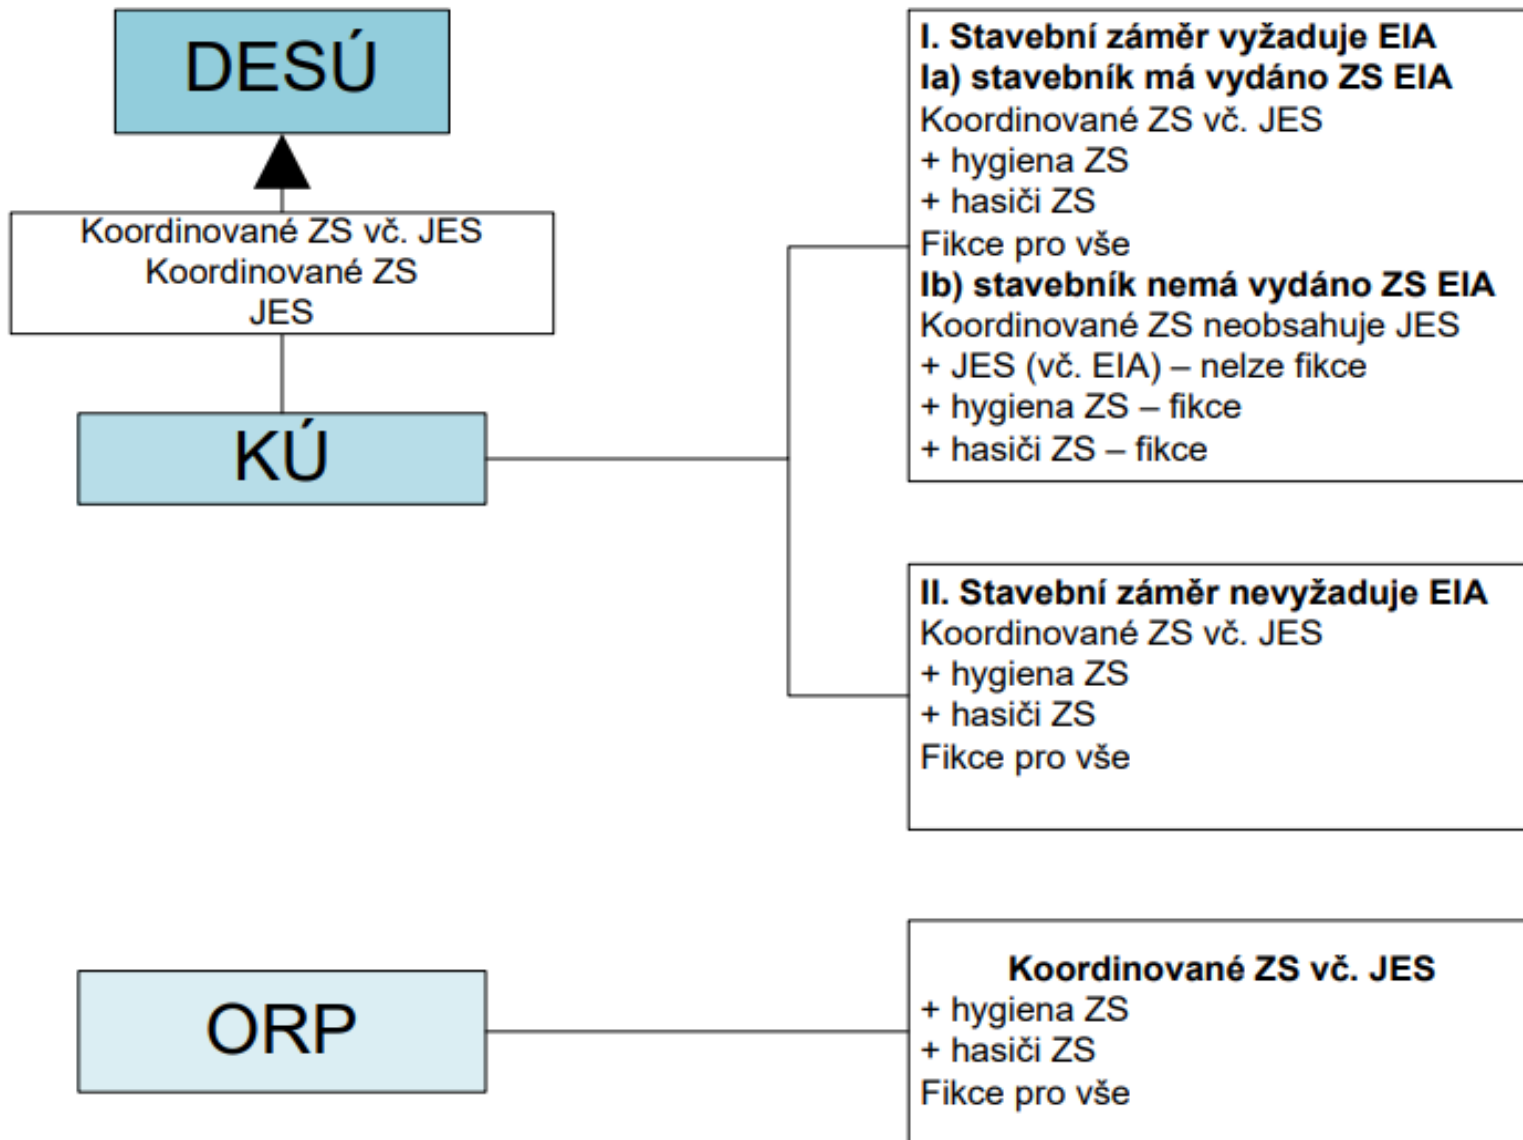 DESÚ
Koordinované ZS vč. JES
Koordinované ZS
JES
KÚ
I. Stavební záměr vyžaduje EIA
Ia) stavebník má vydáno ZS EIA
Koordinované ZS vč. JES
+ hygiena ZS
+ hasiči ZS
Fikce pro vše
Ib) stavebník nemá vydáno ZS EIA
Koordinované ZS neobsahuje JES
+ JES (vč. EIA) – nelze fikce
+ hygiena ZS – fikce
+ hasiči ZS – fikce
II. Stavební záměr nevyžaduje EIA
Koordinované ZS vč. JES
+ hygiena ZS
+ hasiči ZS
Fikce pro vše
ORP
Koordinované ZS vč. JES
+ hygiena ZS
+ hasiči ZS
Fikce pro vše